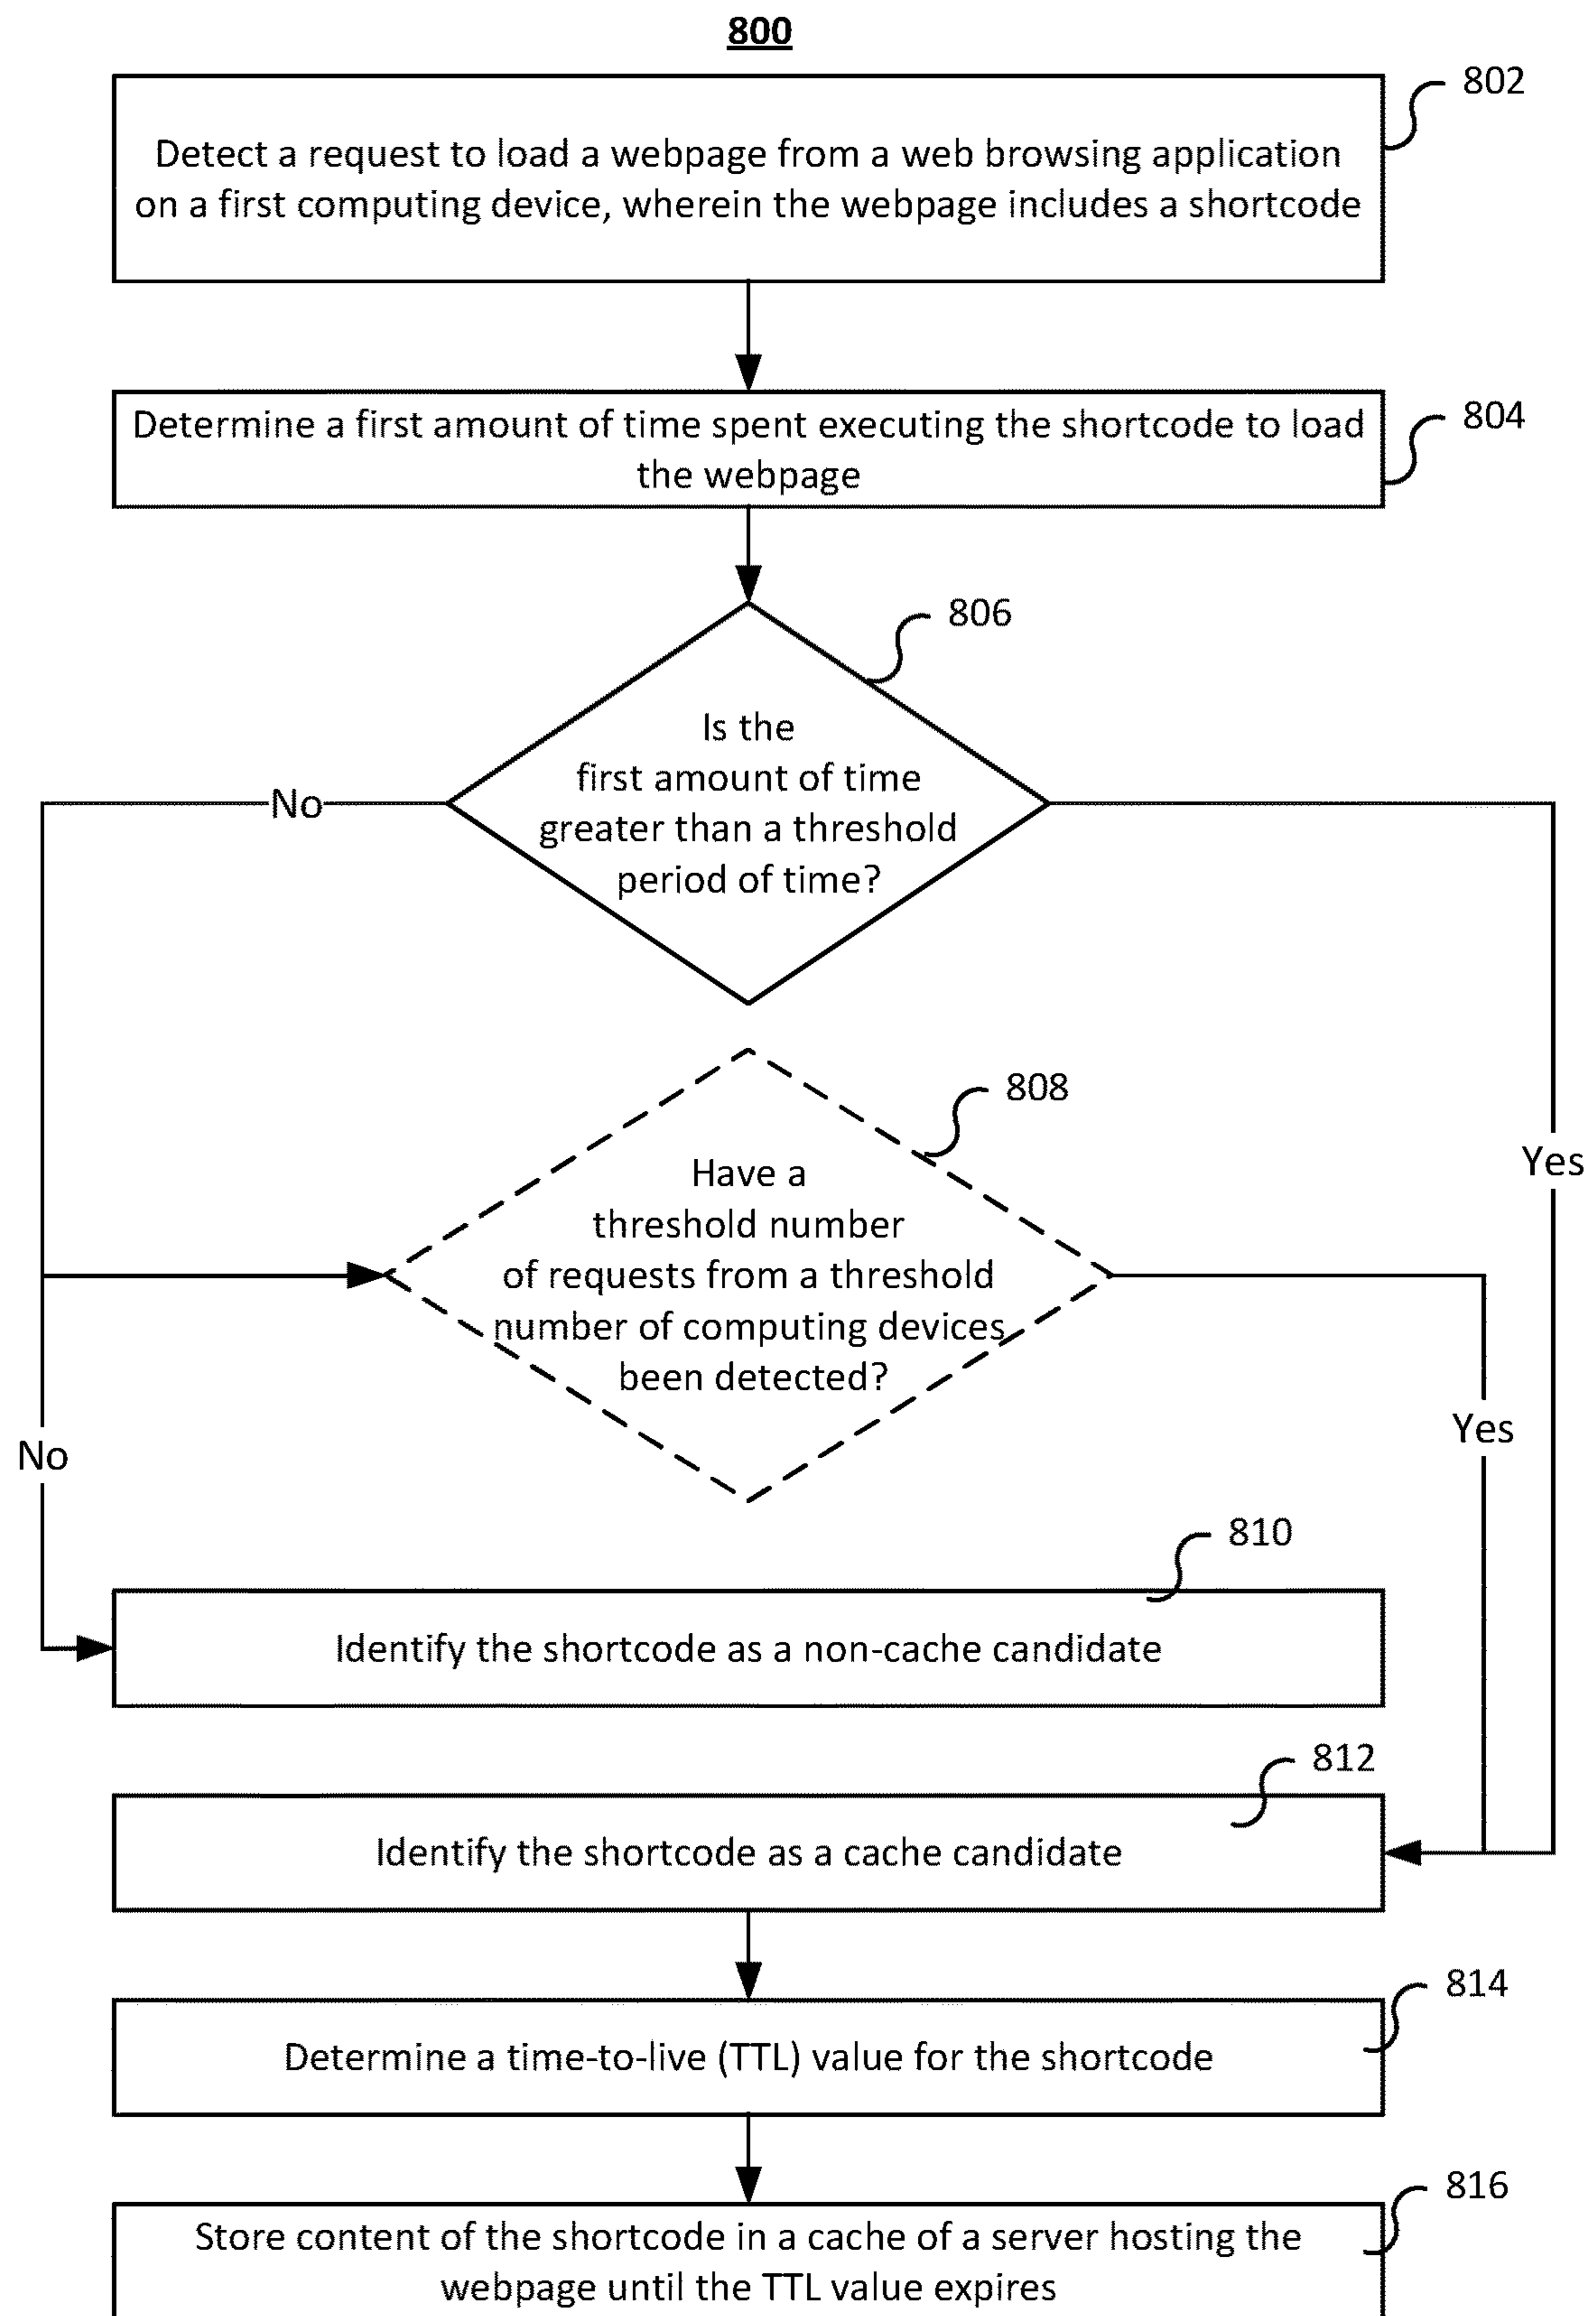 800
802
Detect a request to load a webpage from a web browsing application
on a first computing device, wherein the webpage includes a shortcode
804
Determine a first amount of time spent executing the shortcode to load
the webpage
806
Is the
first amount of time
greater than a threshold
period of time?
No
808
Have a
threshold number
of requests from a threshold
number of computing devices
been detected?
Yes
Yes
No
810
Identify the shortcode as a non-cache candidate
812
Identify the shortcode as a cache candidate
814
Determine a time-to-live (TTL) value for the shortcode
816
Store content of the shortcode in a cache of a server hosting the
webpage until the TTL value expires